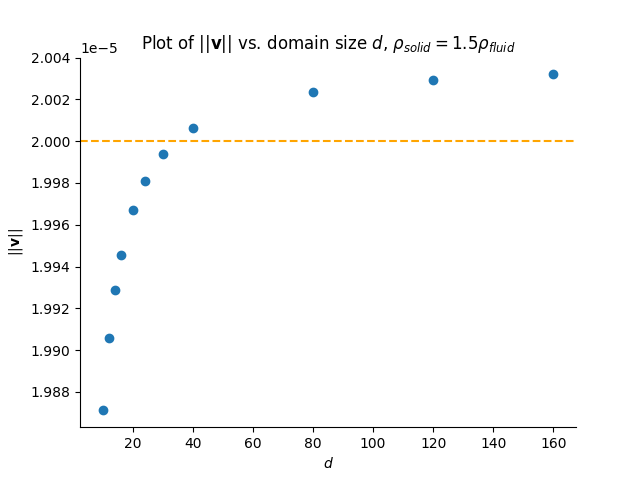 Plot of ||v|| vs. domain size d, ρsolid = 1.5ρfluid
1e−5
2.004
2.002
2.000
1.998
1.996
1.994
1.992
1.990
1.988
||v||
20 40 60 80 100 120 140 160
d